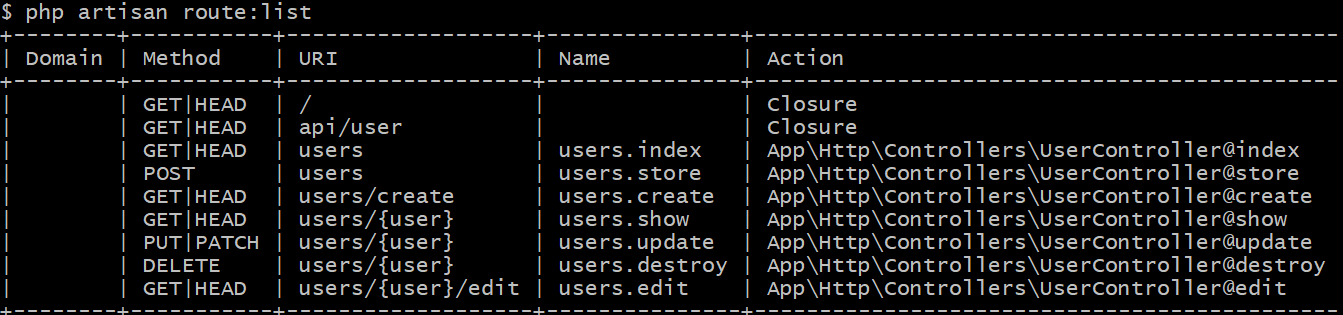 $ php artisan route:list
+--------+-----------+-------------------+---------------+---------------------------------------------
| Domain | Method    | URI               | Name          | Action
+--------+-----------+-------------------+---------------+---------------------------------------------
|        | GET|HEAD  | /                 |               | Closure
|        | GET|HEAD  | api/user          |               | Closure
|        | GET|HEAD  | users             | users.index   | App\Http\Controllers\UserController@index
|        | POST      | users             | users.store   | App\Http\Controllers\UserController@store
|        | GET|HEAD  | users/create      | users.create  | App\Http\Controllers\UserController@create
|        | GET|HEAD  | users/{user}      | users.show    | App\Http\Controllers\UserController@show
|        | PUT|PATCH | users/{user}      | users.update  | App\Http\Controllers\UserController@update
|        | DELETE    | users/{user}      | users.destroy | App\Http\Controllers\UserController@destroy
|        | GET|HEAD  | users/{user}/edit | users.edit    | App\Http\Controllers\UserController@edit
+--------+-----------+-------------------+---------------+---------------------------------------------